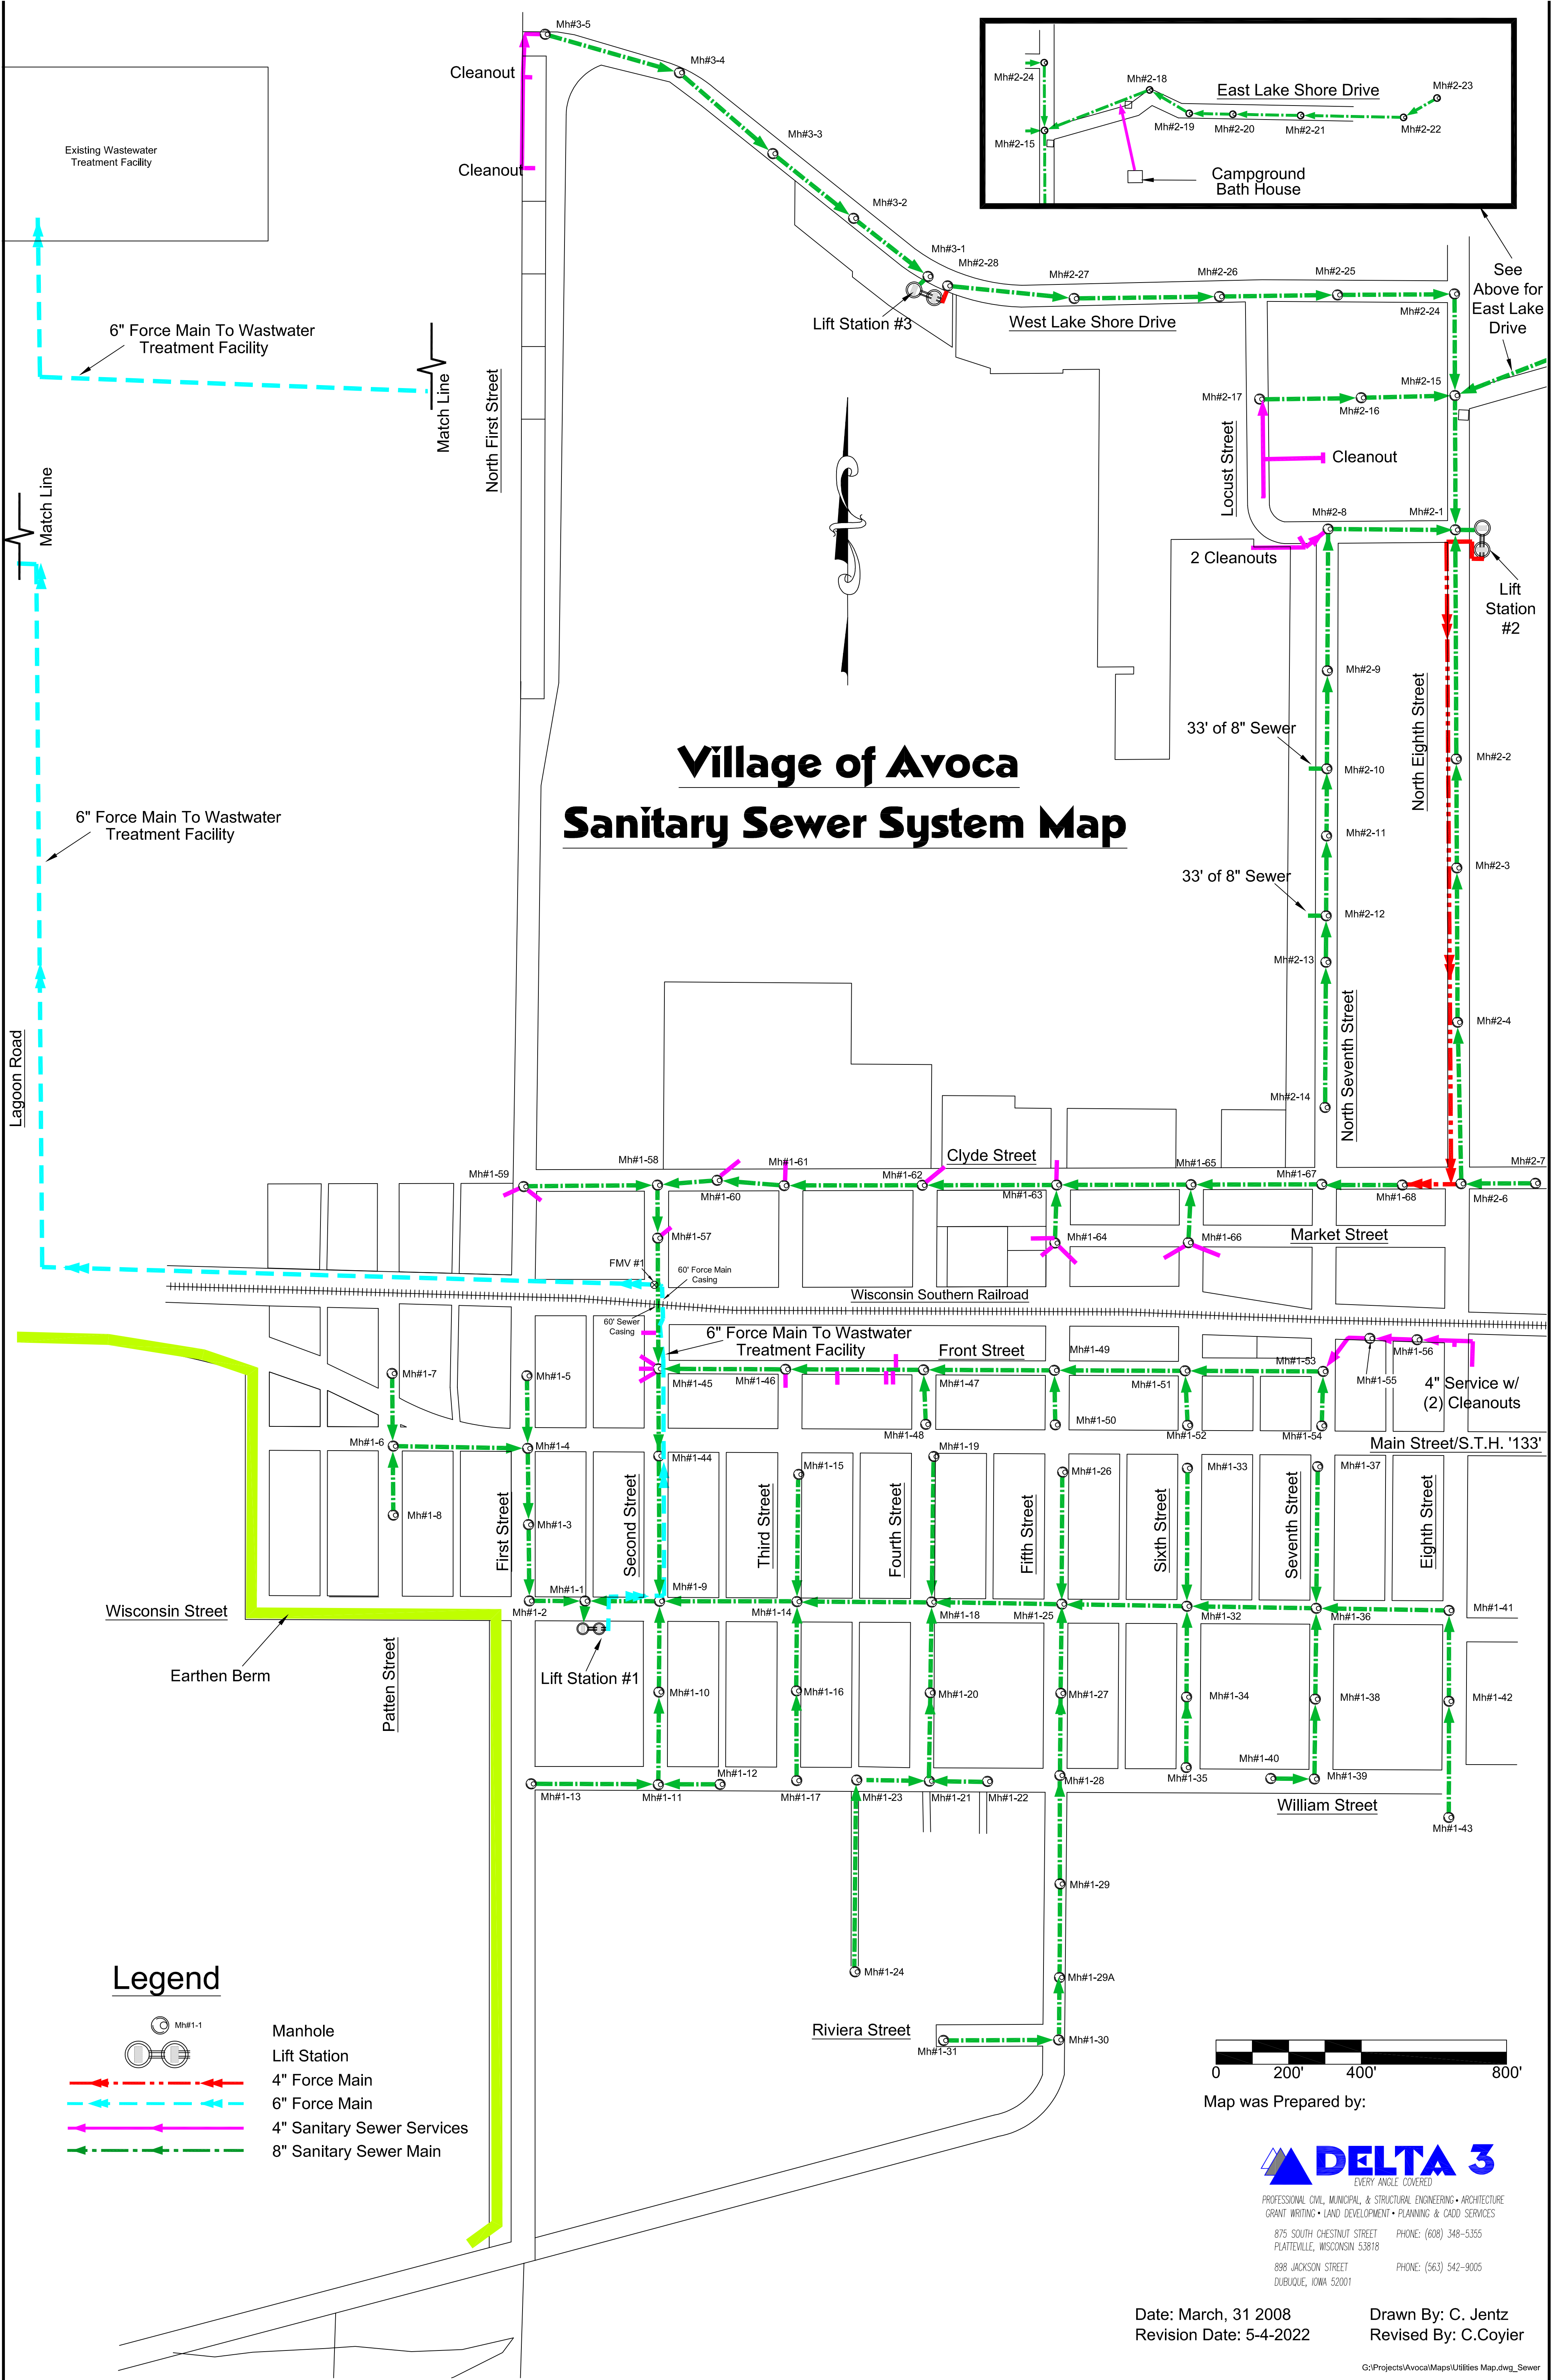 Mh#3-5
Cleanout
Mh#3-4
Mh#3-3
Cleanout
Mh#3-2
Mh#3-1
Mh#2-28
Lift Station #3
Mh#2-27
Mh#2-26
Mh#2-25
Mh#2-24
West Lake Shore Drive
Mh#2-24
Mh#2-18
East Lake Shore Drive
Mh#2-23
Mh#2-15
Mh#2-19
Mh#2-20
Mh#2-21
Mh#2-22
Campground
Bath House
See
Above for
East Lake
Drive
Existing Wastewater
Treatment Facility
6" Force Main To Wastwater
Treatment Facility
Match Line
Match Line
North First Street
Mh#2-15
Mh#2-17
Mh#2-16
Locust Street
Cleanout
Mh#2-8
Mh#2-1
2 Cleanouts
Lift
Station
#2
Mh#2-9
33' of 8" Sewer
North Eighth Street
Village of Avoca
Sanitary Sewer System Map
Mh#2-10
Mh#2-2
6" Force Main To Wastwater
Treatment Facility
Mh#2-11
Mh#2-3
33' of 8" Sewer
Mh#2-12
Mh#2-13
Mh#2-4
Lagoon Road
North Seventh Street
Mh#2-14
Mh#1-59
Mh#1-58
Mh#1-61
Clyde Street
Mh#1-62
Mh#1-60
Mh#1-63
Mh#1-65
Mh#1-67
Mh#1-68
Mh#2-7
Mh#2-6
Mh#1-57
Mh#1-64
Mh#1-66
Market Street
FMV #1
60' Force Main
Casing
Wisconsin Southern Railroad
60' Sewer
Casing
6" Force Main To Wastwater
Treatment Facility
Front Street
Mh#1-49
Mh#1-53
Mh#1-56
Mh#1-55
4" Service w/
(2) Cleanouts
Mh#1-7
Mh#1-5
Mh#1-45
Mh#1-46
Mh#1-47
Mh#1-51
Mh#1-48
Mh#1-50
Mh#1-52
Mh#1-54
Main Street/S.T.H. '133'
Mh#1-6
Mh#1-4
Mh#1-44
Mh#1-15
Mh#1-19
Mh#1-26
Mh#1-33
Mh#1-37
Mh#1-8
Mh#1-3
First Street
Second Street
Third Street
Fourth Street
Fifth Street
Sixth Street
Seventh Street
Eighth Street
Wisconsin Street
Mh#1-2
Mh#1-1
Mh#1-9
Mh#1-14
Mh#1-18
Mh#1-25
Mh#1-32
Mh#1-36
Mh#1-41
Earthen Berm
Patten Street
Lift Station #1
Mh#1-10
Mh#1-16
Mh#1-20
Mh#1-27
Mh#1-34
Mh#1-38
Mh#1-42
Mh#1-13
Mh#1-11
Mh#1-12
Mh#1-17
Mh#1-23
Mh#1-21
Mh#1-22
Mh#1-28
Mh#1-35
Mh#1-40
Mh#1-39
William Street
Mh#1-43
Mh#1-29
Mh#1-24
Mh#1-29A
Riviera Street
Mh#1-31
Mh#1-30
Legend
Mh#1-1
Manhole
Lift Station
4" Force Main
6" Force Main
4" Sanitary Sewer Services
8" Sanitary Sewer Main
0 200' 400' 800'
Map was Prepared by:
DELTA 3
EVERY ANGLE COVERED
PROFESSIONAL CIVIL, MUNICIPAL, & STRUCTURAL ENGINEERING • ARCHITECTURE
GRANT WRITING • LAND DEVELOPMENT • PLANNING & CADD SERVICES
875 SOUTH CHESTNUT STREET PHONE: (608) 348-5355
PLATTEVILLE, WISCONSIN 53818
898 JACKSON STREET PHONE: (563) 542-9005
DUBUQUE, IOWA 52001
Date: March, 31 2008 Drawn By: C. Jentz
Revision Date: 5-4-2022 Revised By: C.Coyier
G:\Projects\Avoca\Maps\Utilities Map.dwg_Sewer